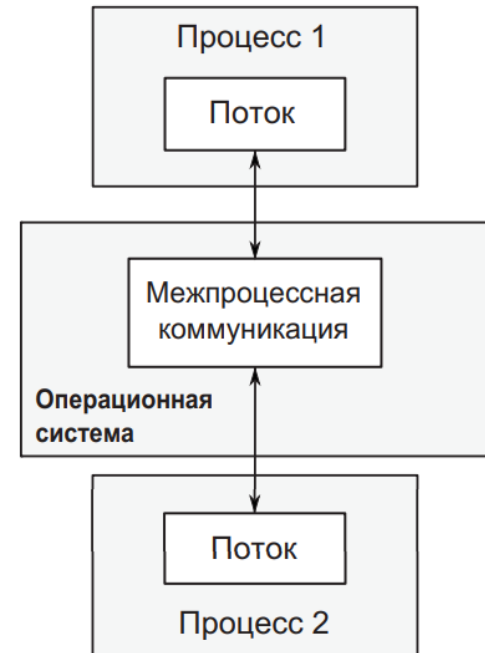 Процесс 1
Поток
Межпроцессная
коммуникация
Операционная
система
Поток
Процесс 2